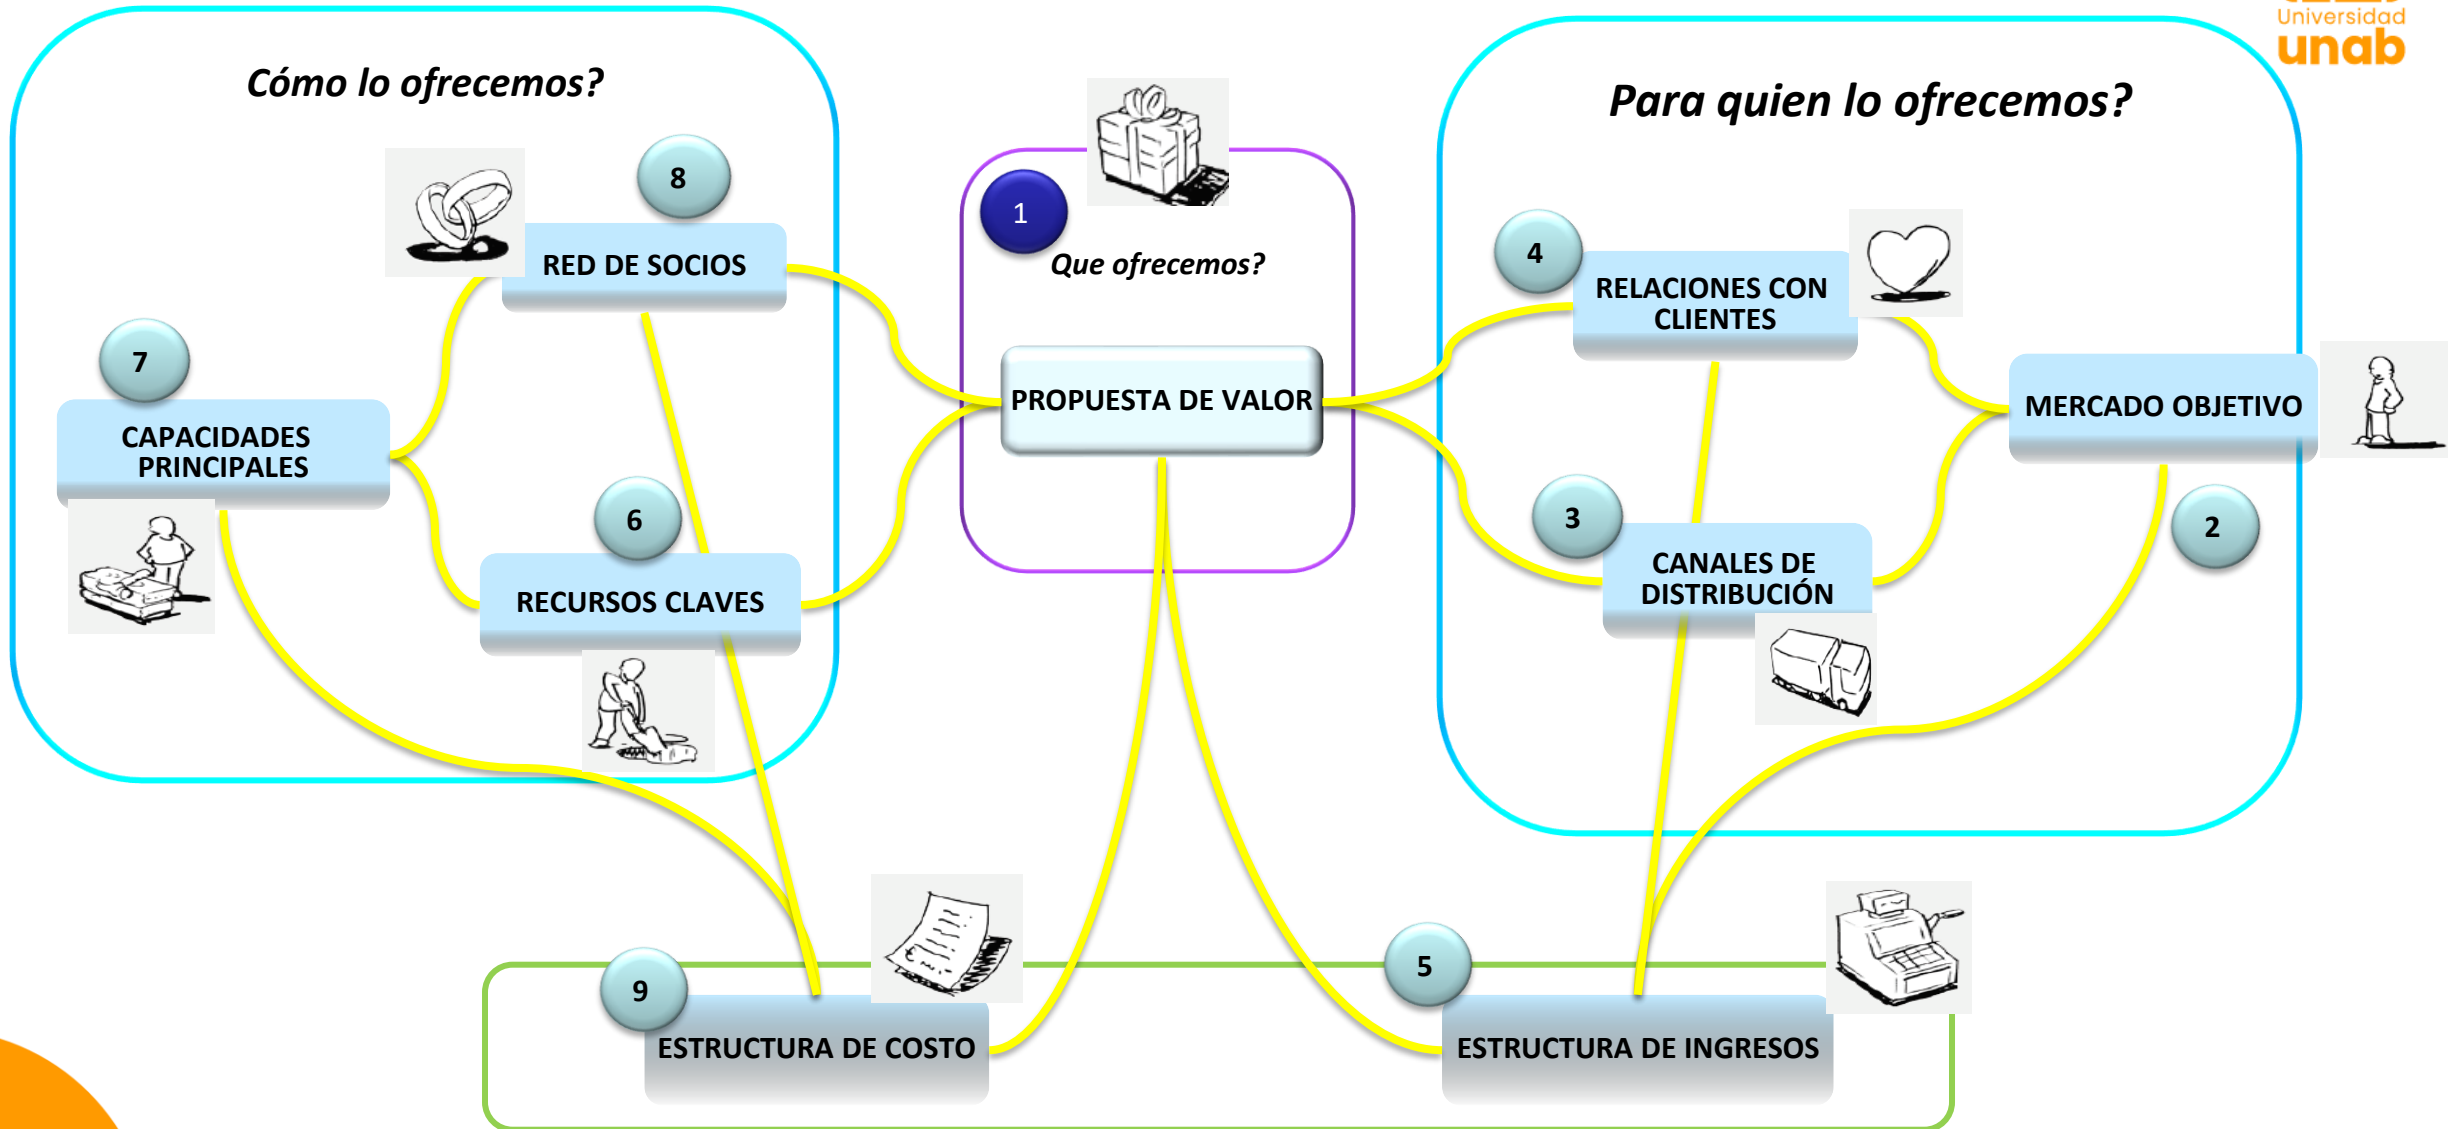 Universidad
unab
Cómo lo ofrecemos?
Para quien lo ofrecemos?
8
RED DE SOCIOS
7
CAPACIDADES
PRINCIPALES
6
RECURSOS CLAVES
1
Que ofrecemos?
PROPUESTA DE VALOR
4
RELACIONES CON
CLIENTES
MERCADO OBJETIVO
2
3
CANALES DE
DISTRIBUCIÓN
9
ESTRUCTURA DE COSTO
5
ESTRUCTURA DE INGRESOS